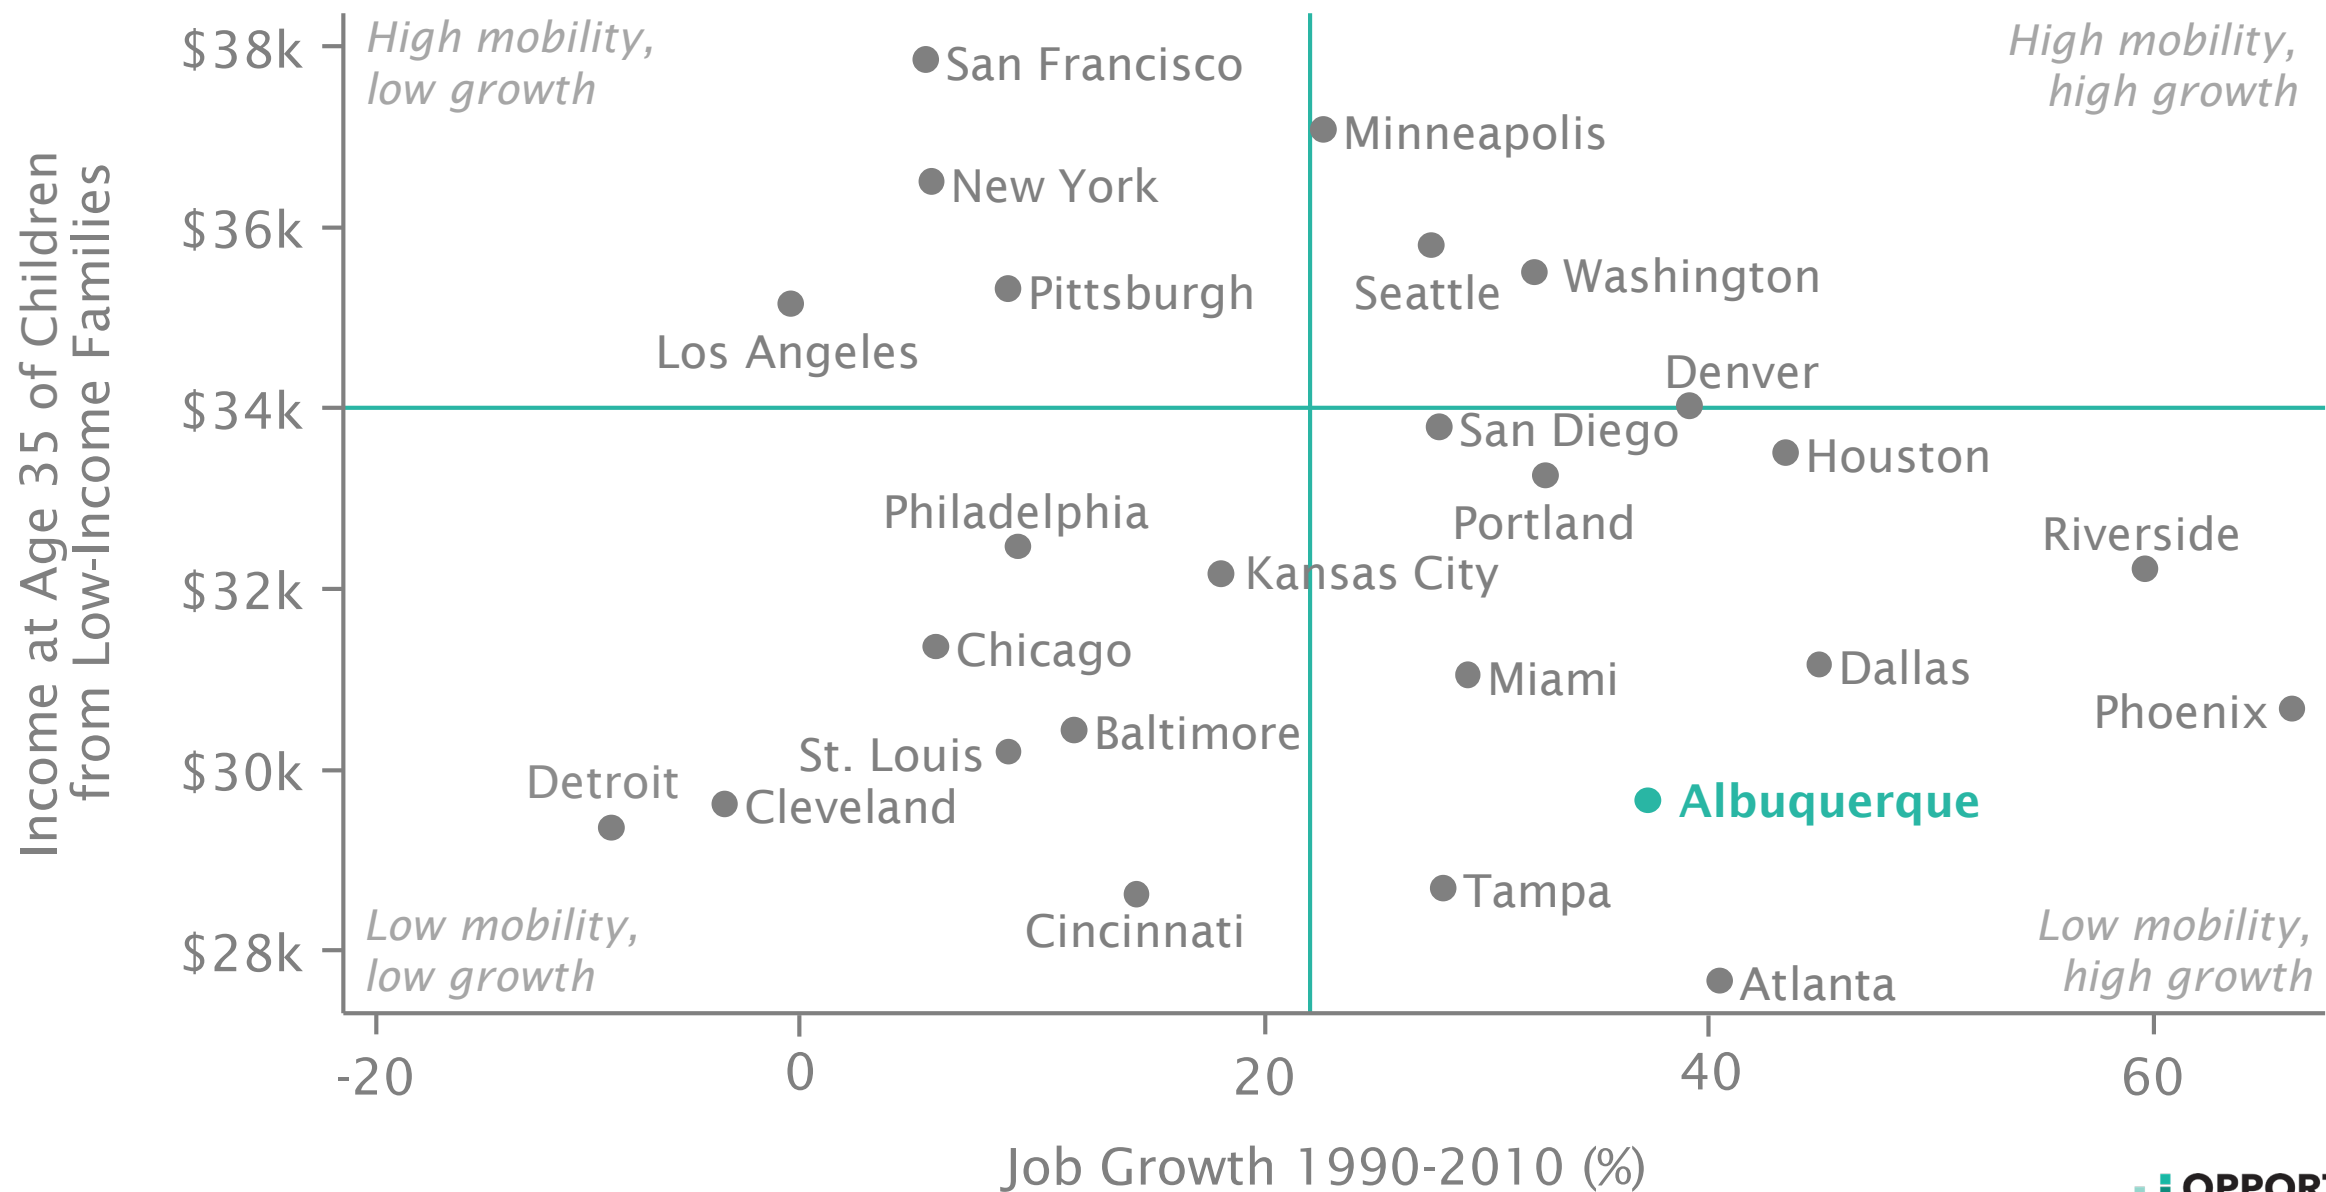 $38k
$36k
$34k
$32k
$30k
$28k
Income at Age 35 of Children
from Low-Income Families
High mobility,
low growth
High mobility,
high growth
San Francisco
Minneapolis
New York
Seattle
Washington
Pittsburgh
Los Angeles
Denver
San Diego
Houston
Portland
Philadelphia
Riverside
Kansas City
Chicago
Miami
Dallas
Phoenix
Baltimore
St. Louis
Detroit
Cleveland
Albuquerque
Tampa
Cincinnati
Atlanta
Low mobility,
low growth
Low mobility,
high growth
-20
0
20
40
60
Job Growth 1990-2010 (%)